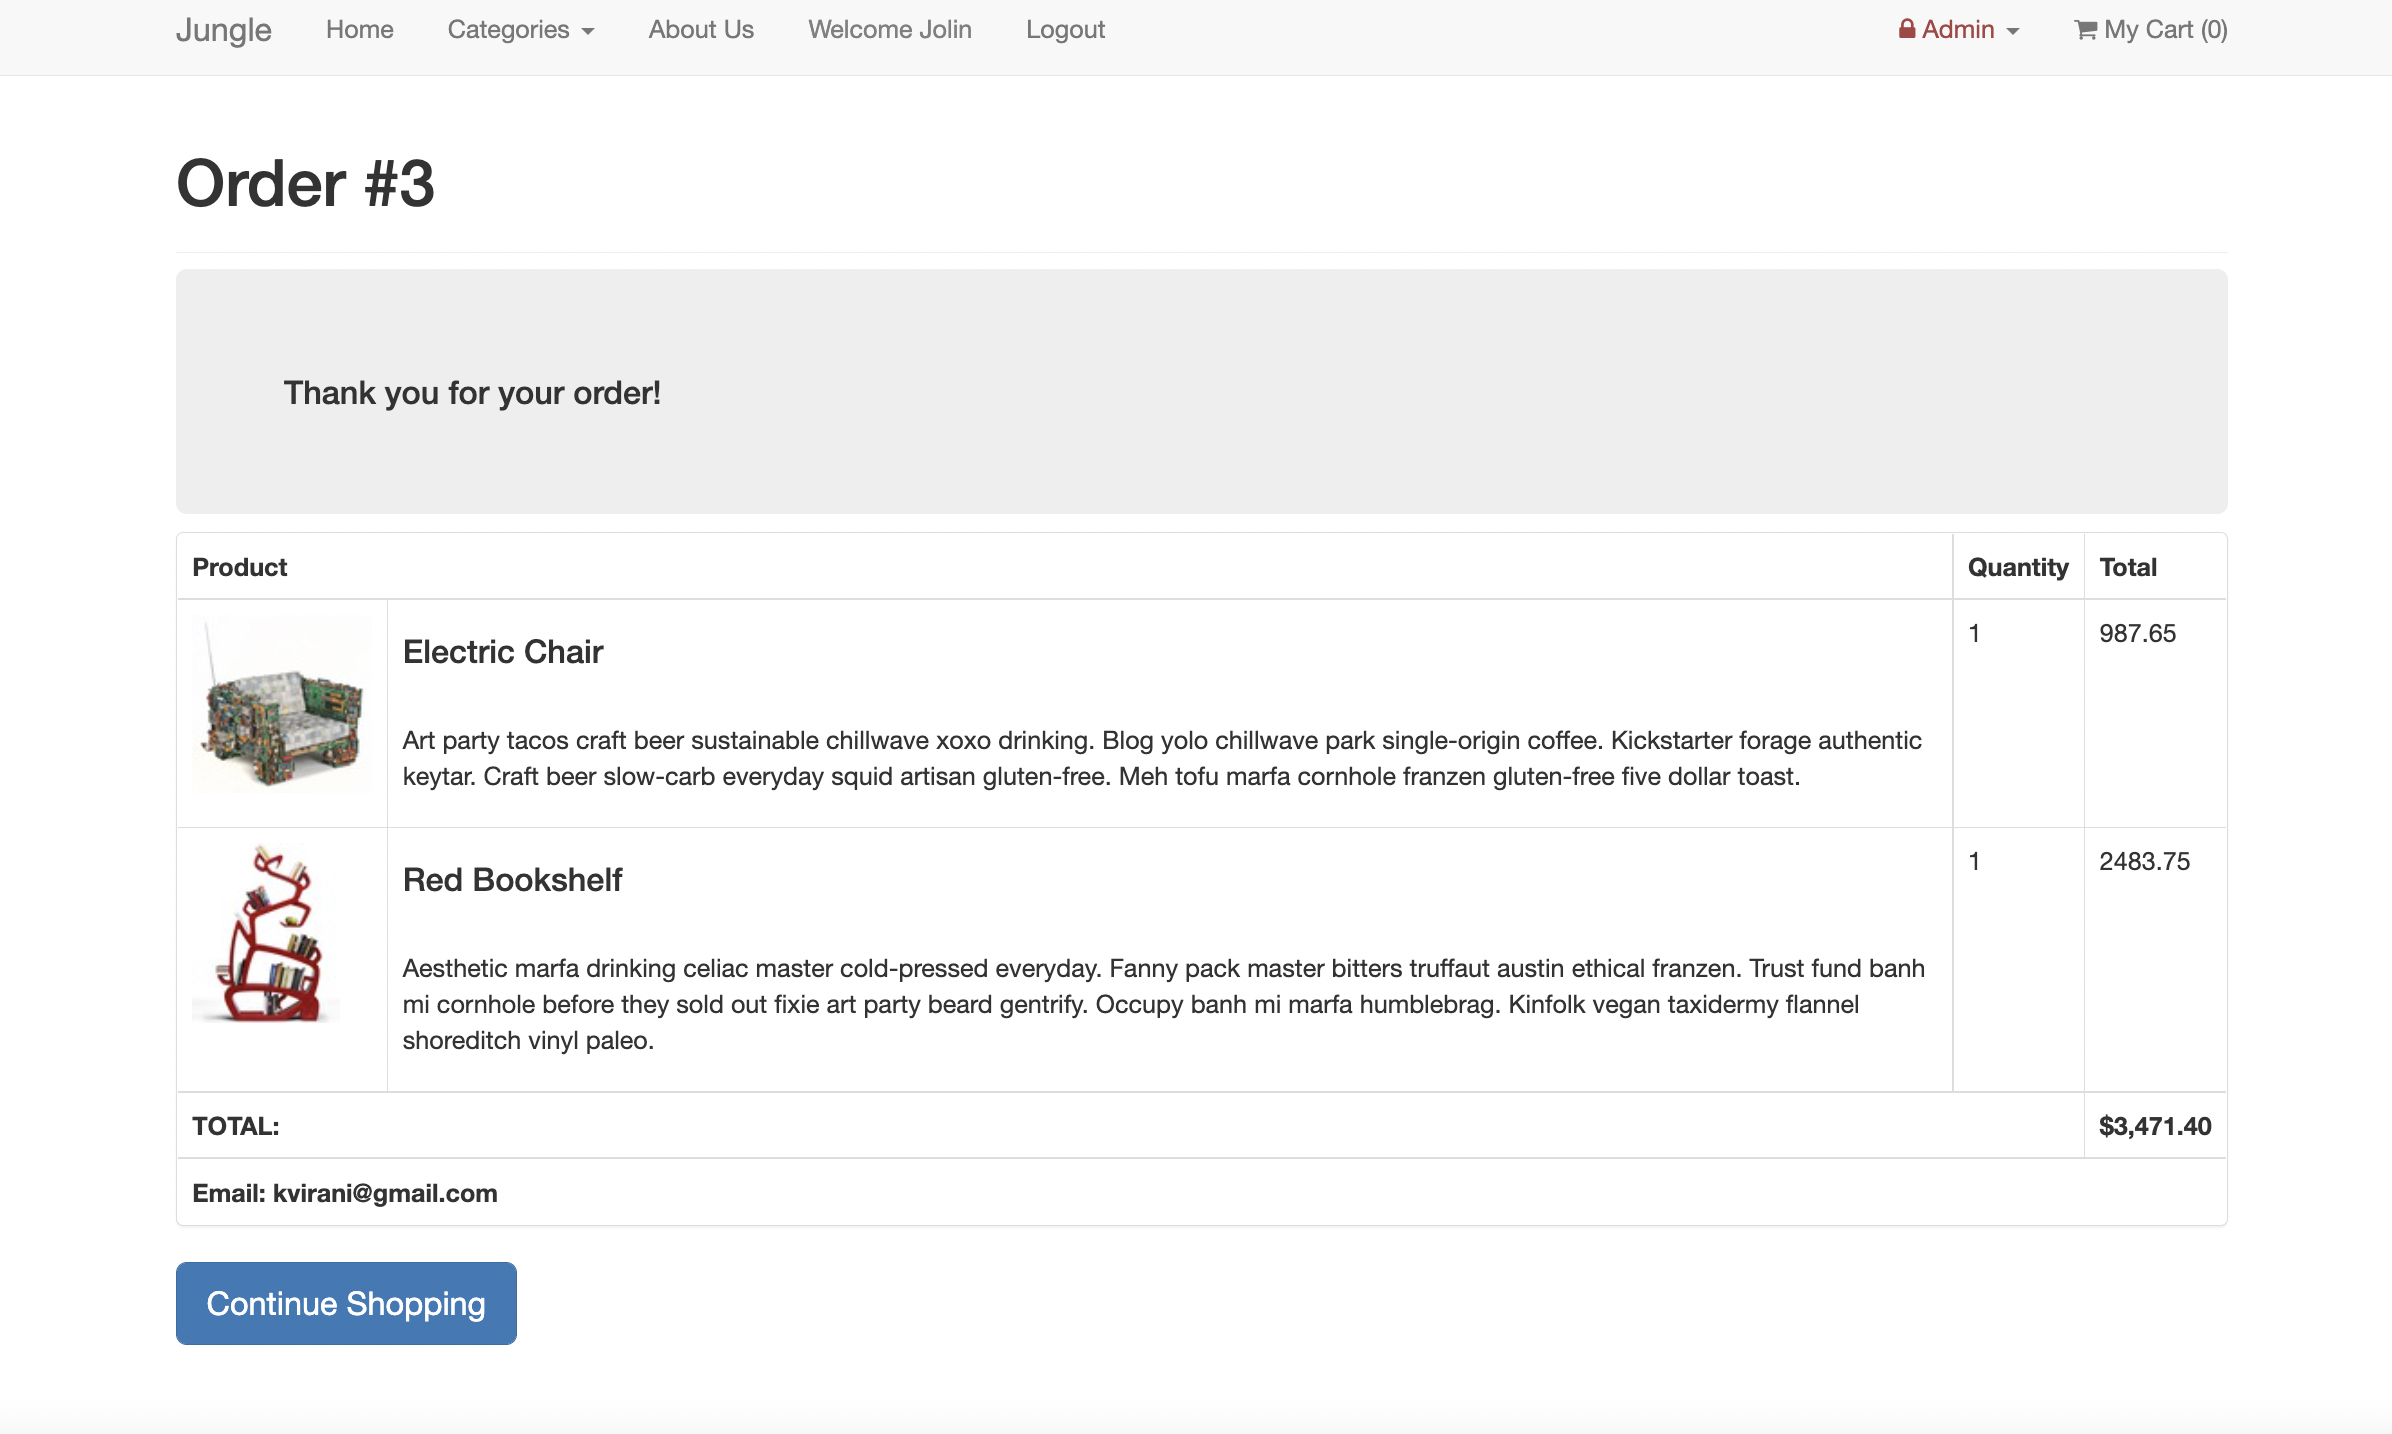 Jungle Home Categories About Us Welcome Jolin Logout Admin My Cart (0)
Order #3
Thank you for your order!
Product Quantity Total
Electric Chair 1 987.65
Art party tacos craft beer sustainable chillwave xoxo drinking. Blog yolo chillwave park single-origin coffee. Kickstarter forage authentic
keytar. Craft beer slow-carb everyday squid artisan gluten-free. Meh tofu marfa cornhole franzen gluten-free five dollar toast.
Red Bookshelf 1 2483.75
Aesthetic marfa drinking celiac master cold-pressed everyday. Fanny pack master bitters truffaut austin ethical franzen. Trust fund banh
mi cornhole before they sold out fixie art party beard gentrify. Occupy banh mi marfa humblebrag. Kinfolk vegan taxidermy flannel
shoreditch vinyl paleo.
TOTAL: $3,471.40
Email: kvirani@gmail.com
Continue Shopping